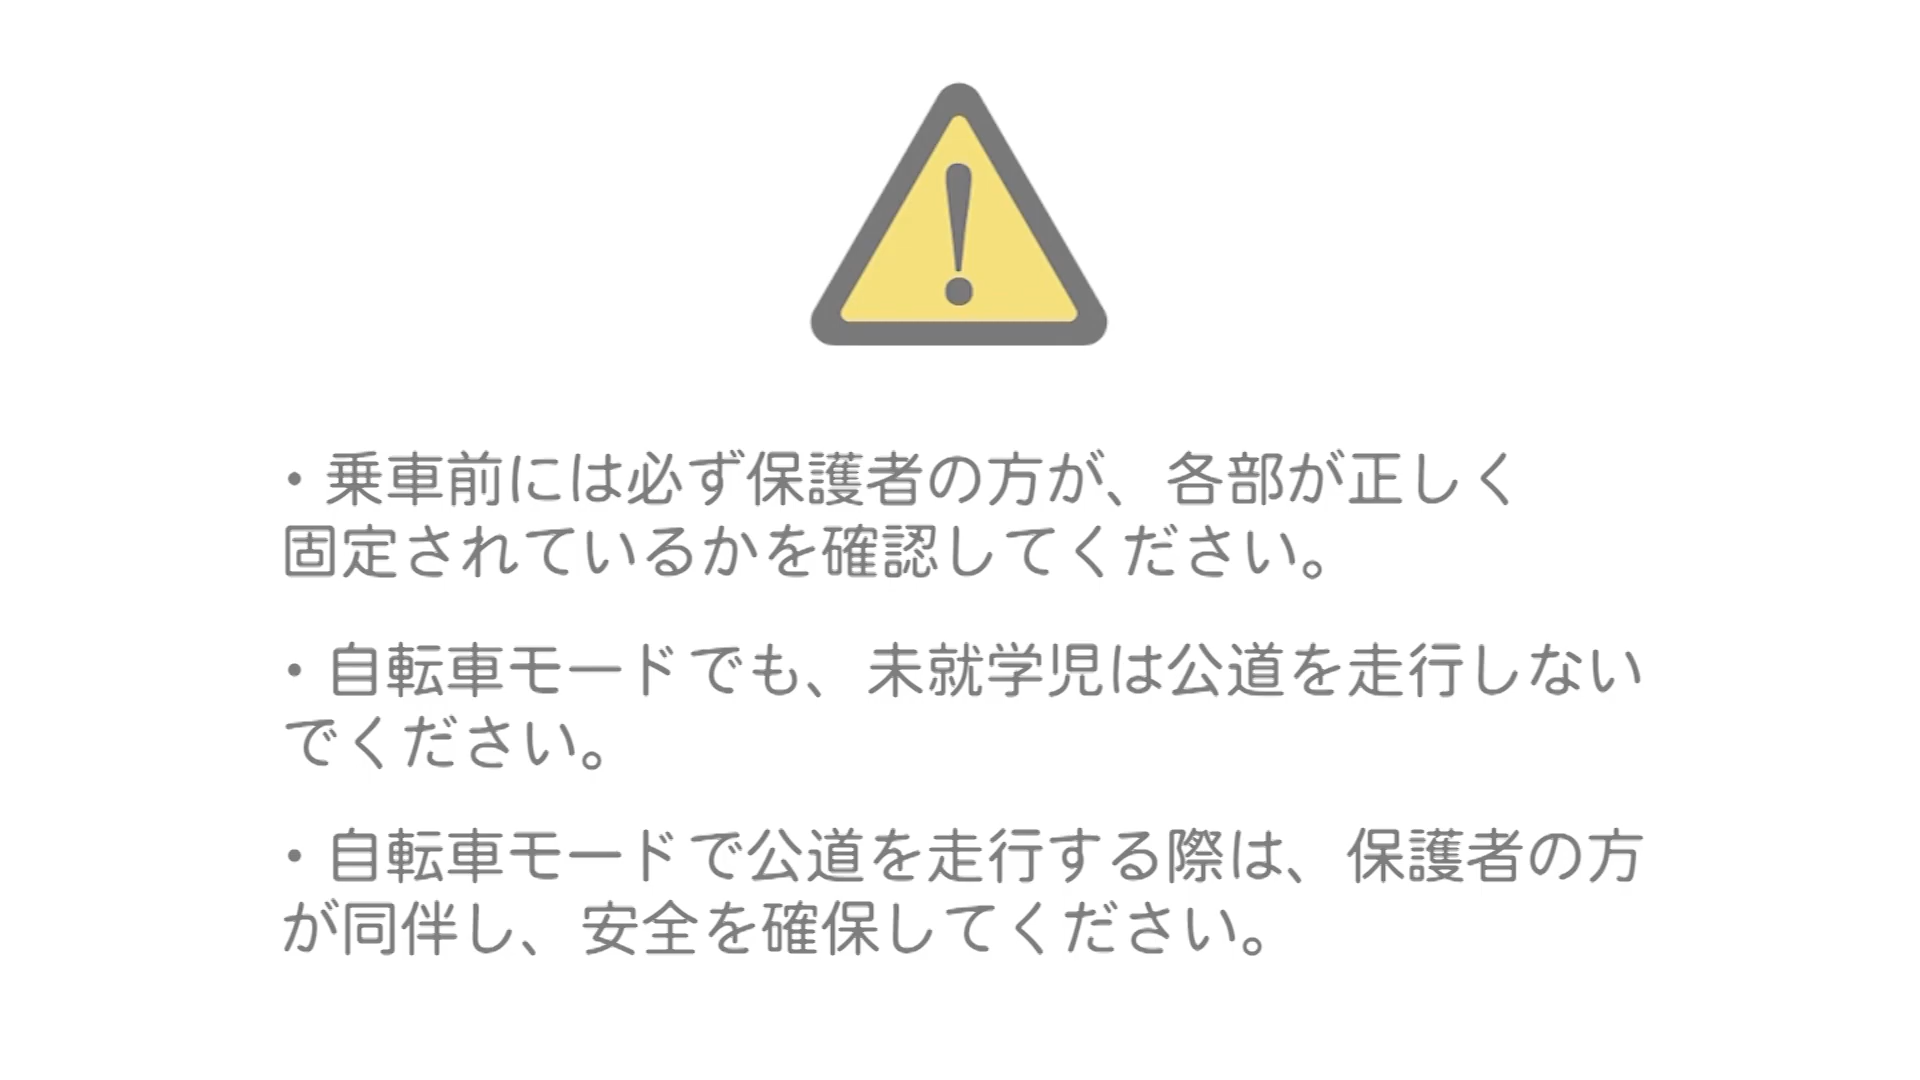 ・乗車前には必ず保護者の方が、各部が正しく
固定されているかを確認してください。
・自転車モードでも、未就学児は公道を走行しない
でください。
・自転車モードで公道を走行する際は、保護者の方
が同伴し、安全を確保してください。